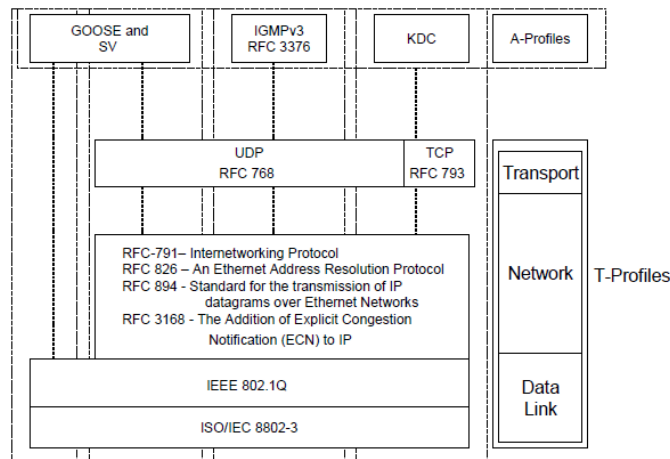 GOOSE and
SV
IGMPv3
RFC 3376
KDC
A-Profiles
UDP
RFC 768
TCP
RFC 793
Transport
RFC-791– Internetworking Protocol
RFC 826 – An Ethernet Address Resolution Protocol
RFC 894 - Standard for the transmission of IP
datagrams over Ethernet Networks
RFC 3168 - The Addition of Explicit Congestion
Notification (ECN) to IP
Network
T-Profiles
IEEE 802.1Q
Data
Link
ISO/IEC 8802-3